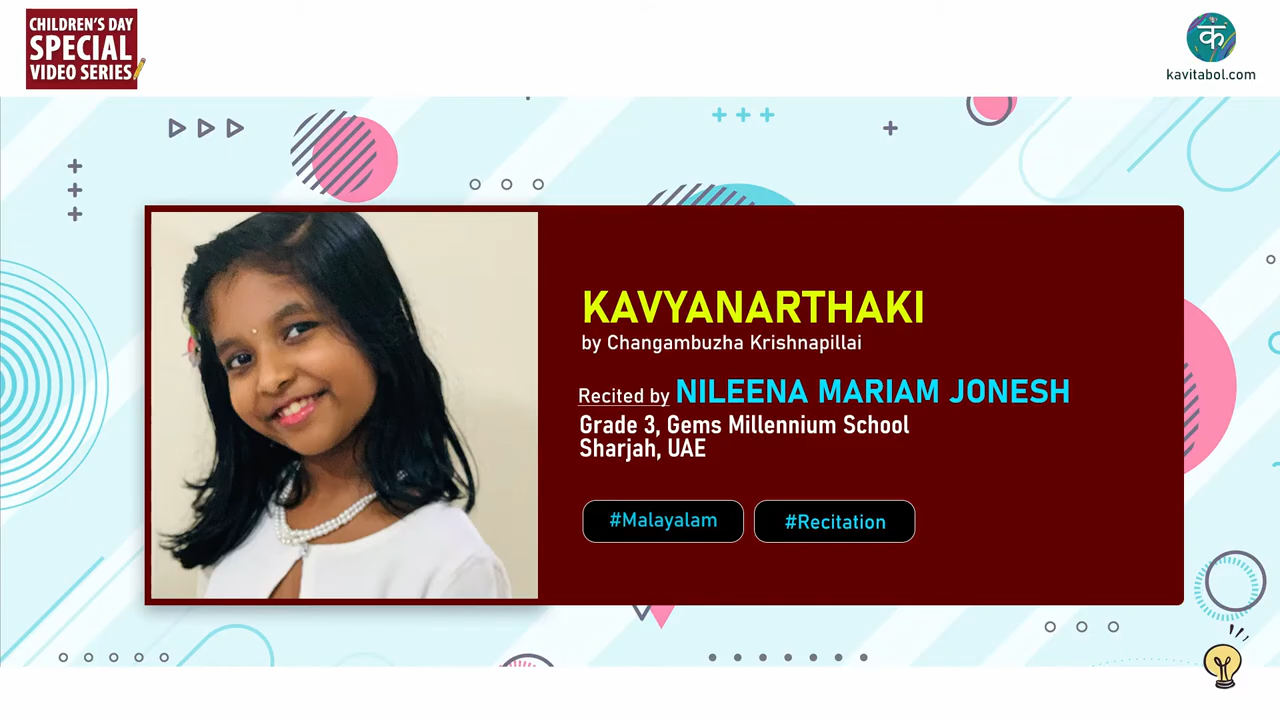 CHILDREN'S DAY
SPECIAL
VIDEO SERIES
क
kavitabol.com
KAVYANARTHAKI
by Changambuzha Krishnapillai
Recited by NILEENA MARIAM JONESH
Grade 3, Gems Millennium School
Sharjah, UAE
#Malayalam
#Recitation